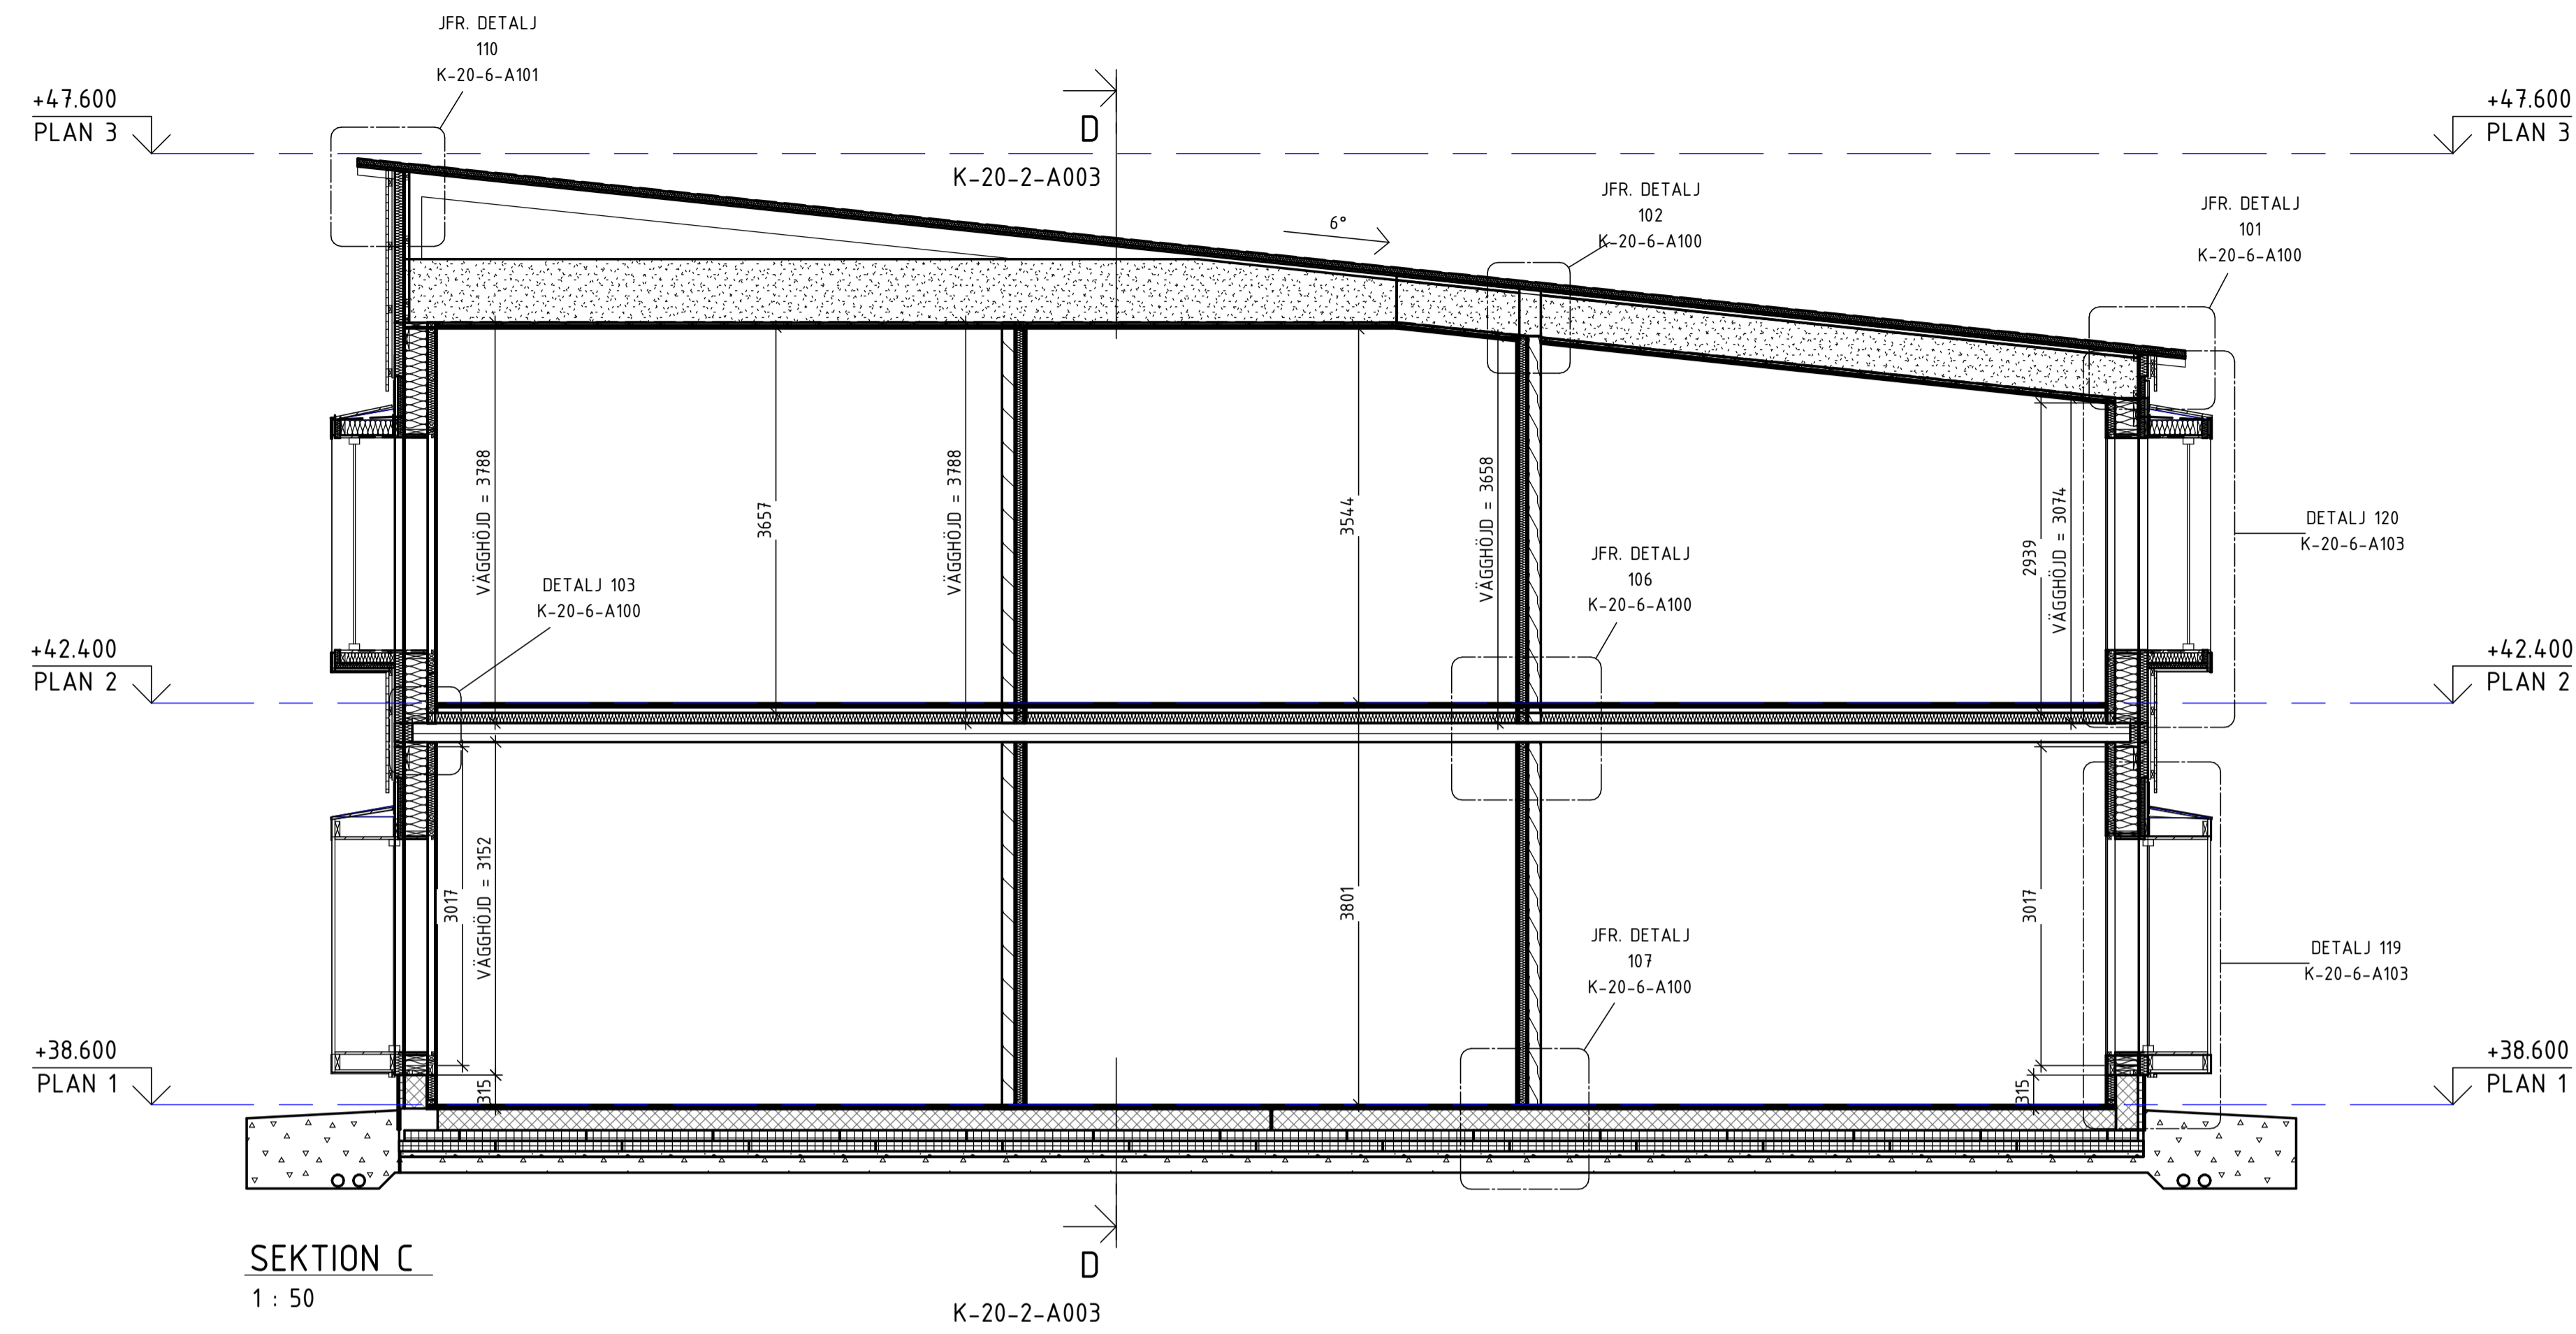 JFR. DETALJ
110
K-20-6-A101
+47.600
PLAN 3
D
K-20-2-A003
+47.600
PLAN 3
6°
JFR. DETALJ
102
K-20-6-A100
JFR. DETALJ
101
K-20-6-A100
VÄGGHÖJD = 3788
3657
VÄGGHÖJD = 3788
3544
VÄGGHÖJD = 3658
2939
VÄGGHÖJD = 3074
DETALJ 120
K-20-6-A103
DETALJ 103
K-20-6-A100
JFR. DETALJ
106
K-20-6-A100
+42.400
PLAN 2
+42.400
PLAN 2
3017
VÄGGHÖJD = 3152
3801
3017
JFR. DETALJ
107
K-20-6-A100
DETALJ 119
K-20-6-A103
+38.600
PLAN 1
315
315
+38.600
PLAN 1
SEKTION C
1 : 50
D
K-20-2-A003